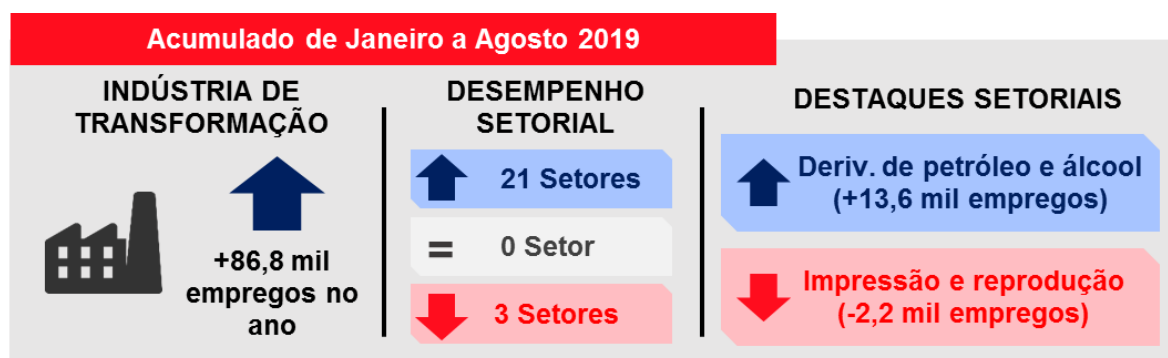 Acumulado de Janeiro a Agosto 2019
INDÚSTRIA DE
TRANSFORMAÇÃO
+86,8 mil
empregos no
ano
DESEMPENHO
SETORIAL
21 Setores
= 0 Setor
3 Setores
DESTAQUES SETORIAIS
Deriv. de petróleo e álcool
(+13,6 mil empregos)
Impressão e reprodução
(-2,2 mil empregos)